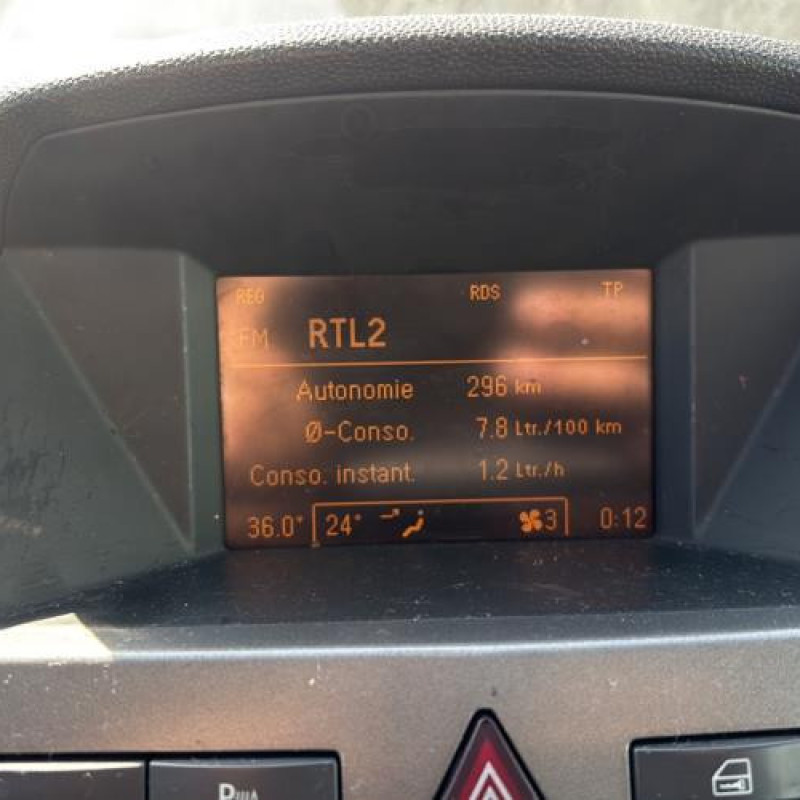 REG RDS TP
FM RTL2
Autonomie 296 km
Ø-Conso. 7.8 Ltr./100 km
Conso. instant. 1.2 Ltr./h
36.0° 24° 3 0:12
P